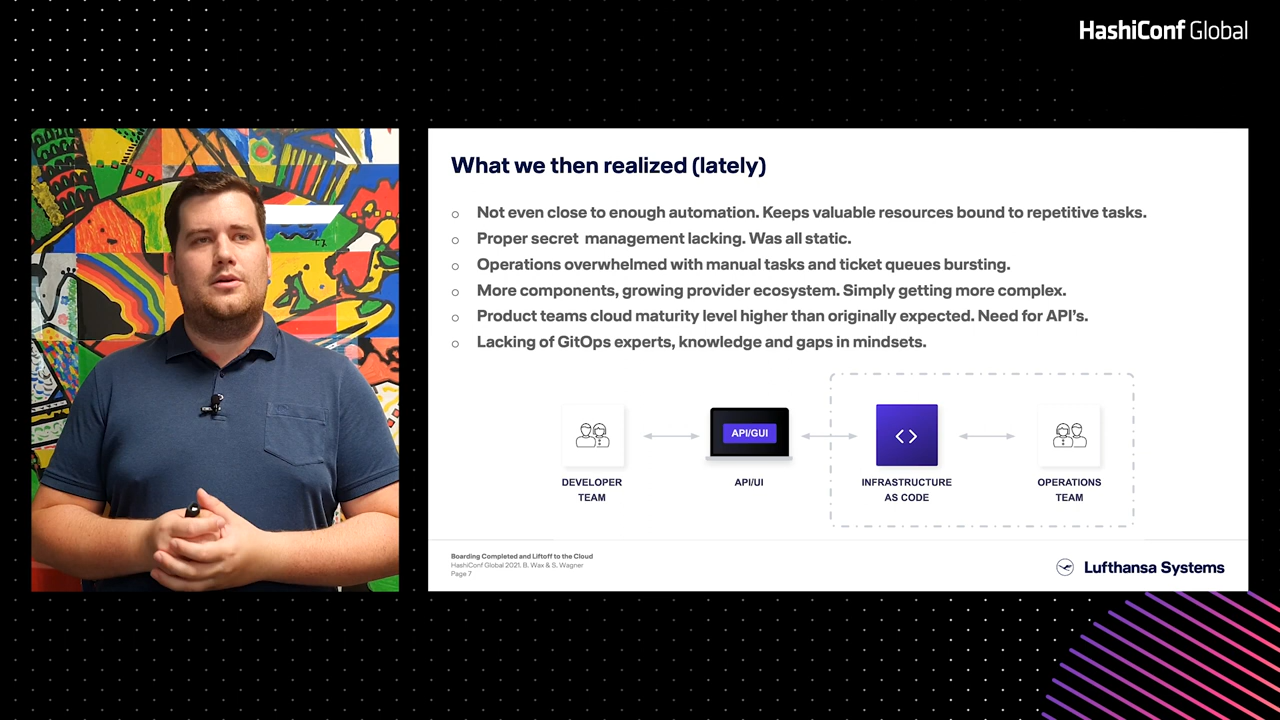 HashiConf Global
What we then realized (lately)
Not even close to enough automation. Keeps valuable resources bound to repetitive tasks.
Proper secret management lacking. Was all static.
Operations overwhelmed with manual tasks and ticket queues bursting.
More components, growing provider ecosystem. Simply getting more complex.
Product teams cloud maturity level higher than originally expected. Need for API's.
Lacking of GitOps experts, knowledge and gaps in mindsets.
API/GUI
DEVELOPER
TEAM
API/UI
INFRASTRUCTURE
AS CODE
OPERATIONS
TEAM
Boarding Completed and Liftoff to the Cloud
HashiConf Global 2021. B. Wax & S. Wagner
Page 7
Lufthansa Systems